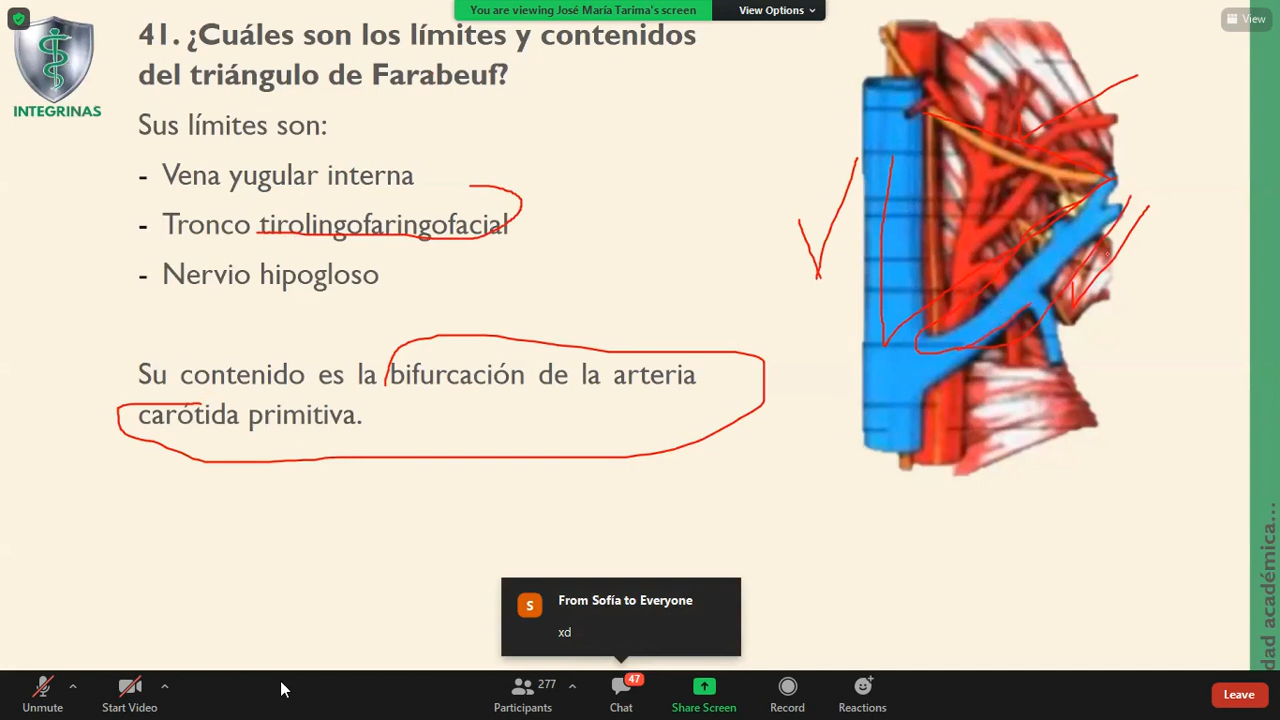 You are viewing José María Tarima's screen
View Options
View
INTEGRINAS
41. ¿Cuáles son los límites y contenidos
del triángulo de Farabeuf?
Sus límites son:
- Vena yugular interna
- Tronco tirolingofaringofacial
- Nervio hipogloso
Su contenido es la bifurcación de la arteria
carótida primitiva.
dad académica...
From Sofía to Everyone
S
xd
Unmute
Start Video
277
Participants
47
Chat
Share Screen
Record
Reactions
Leave